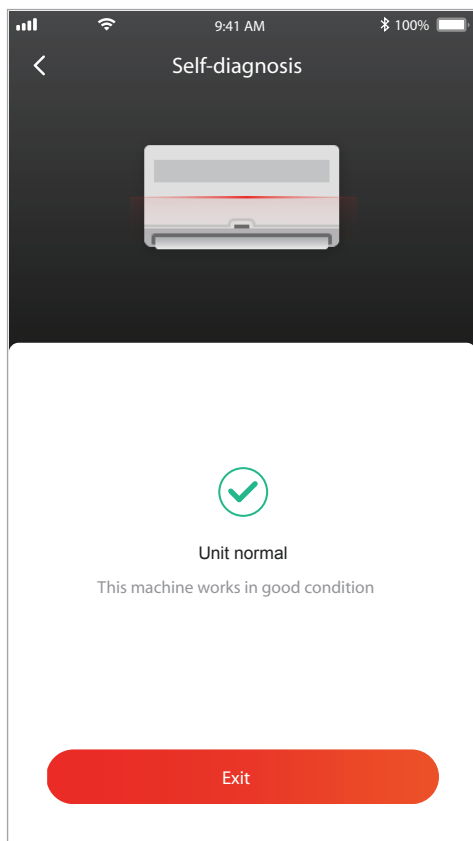 9:41 AM 100%
Self-diagnosis
Unit normal
This machine works in good condition
Exit